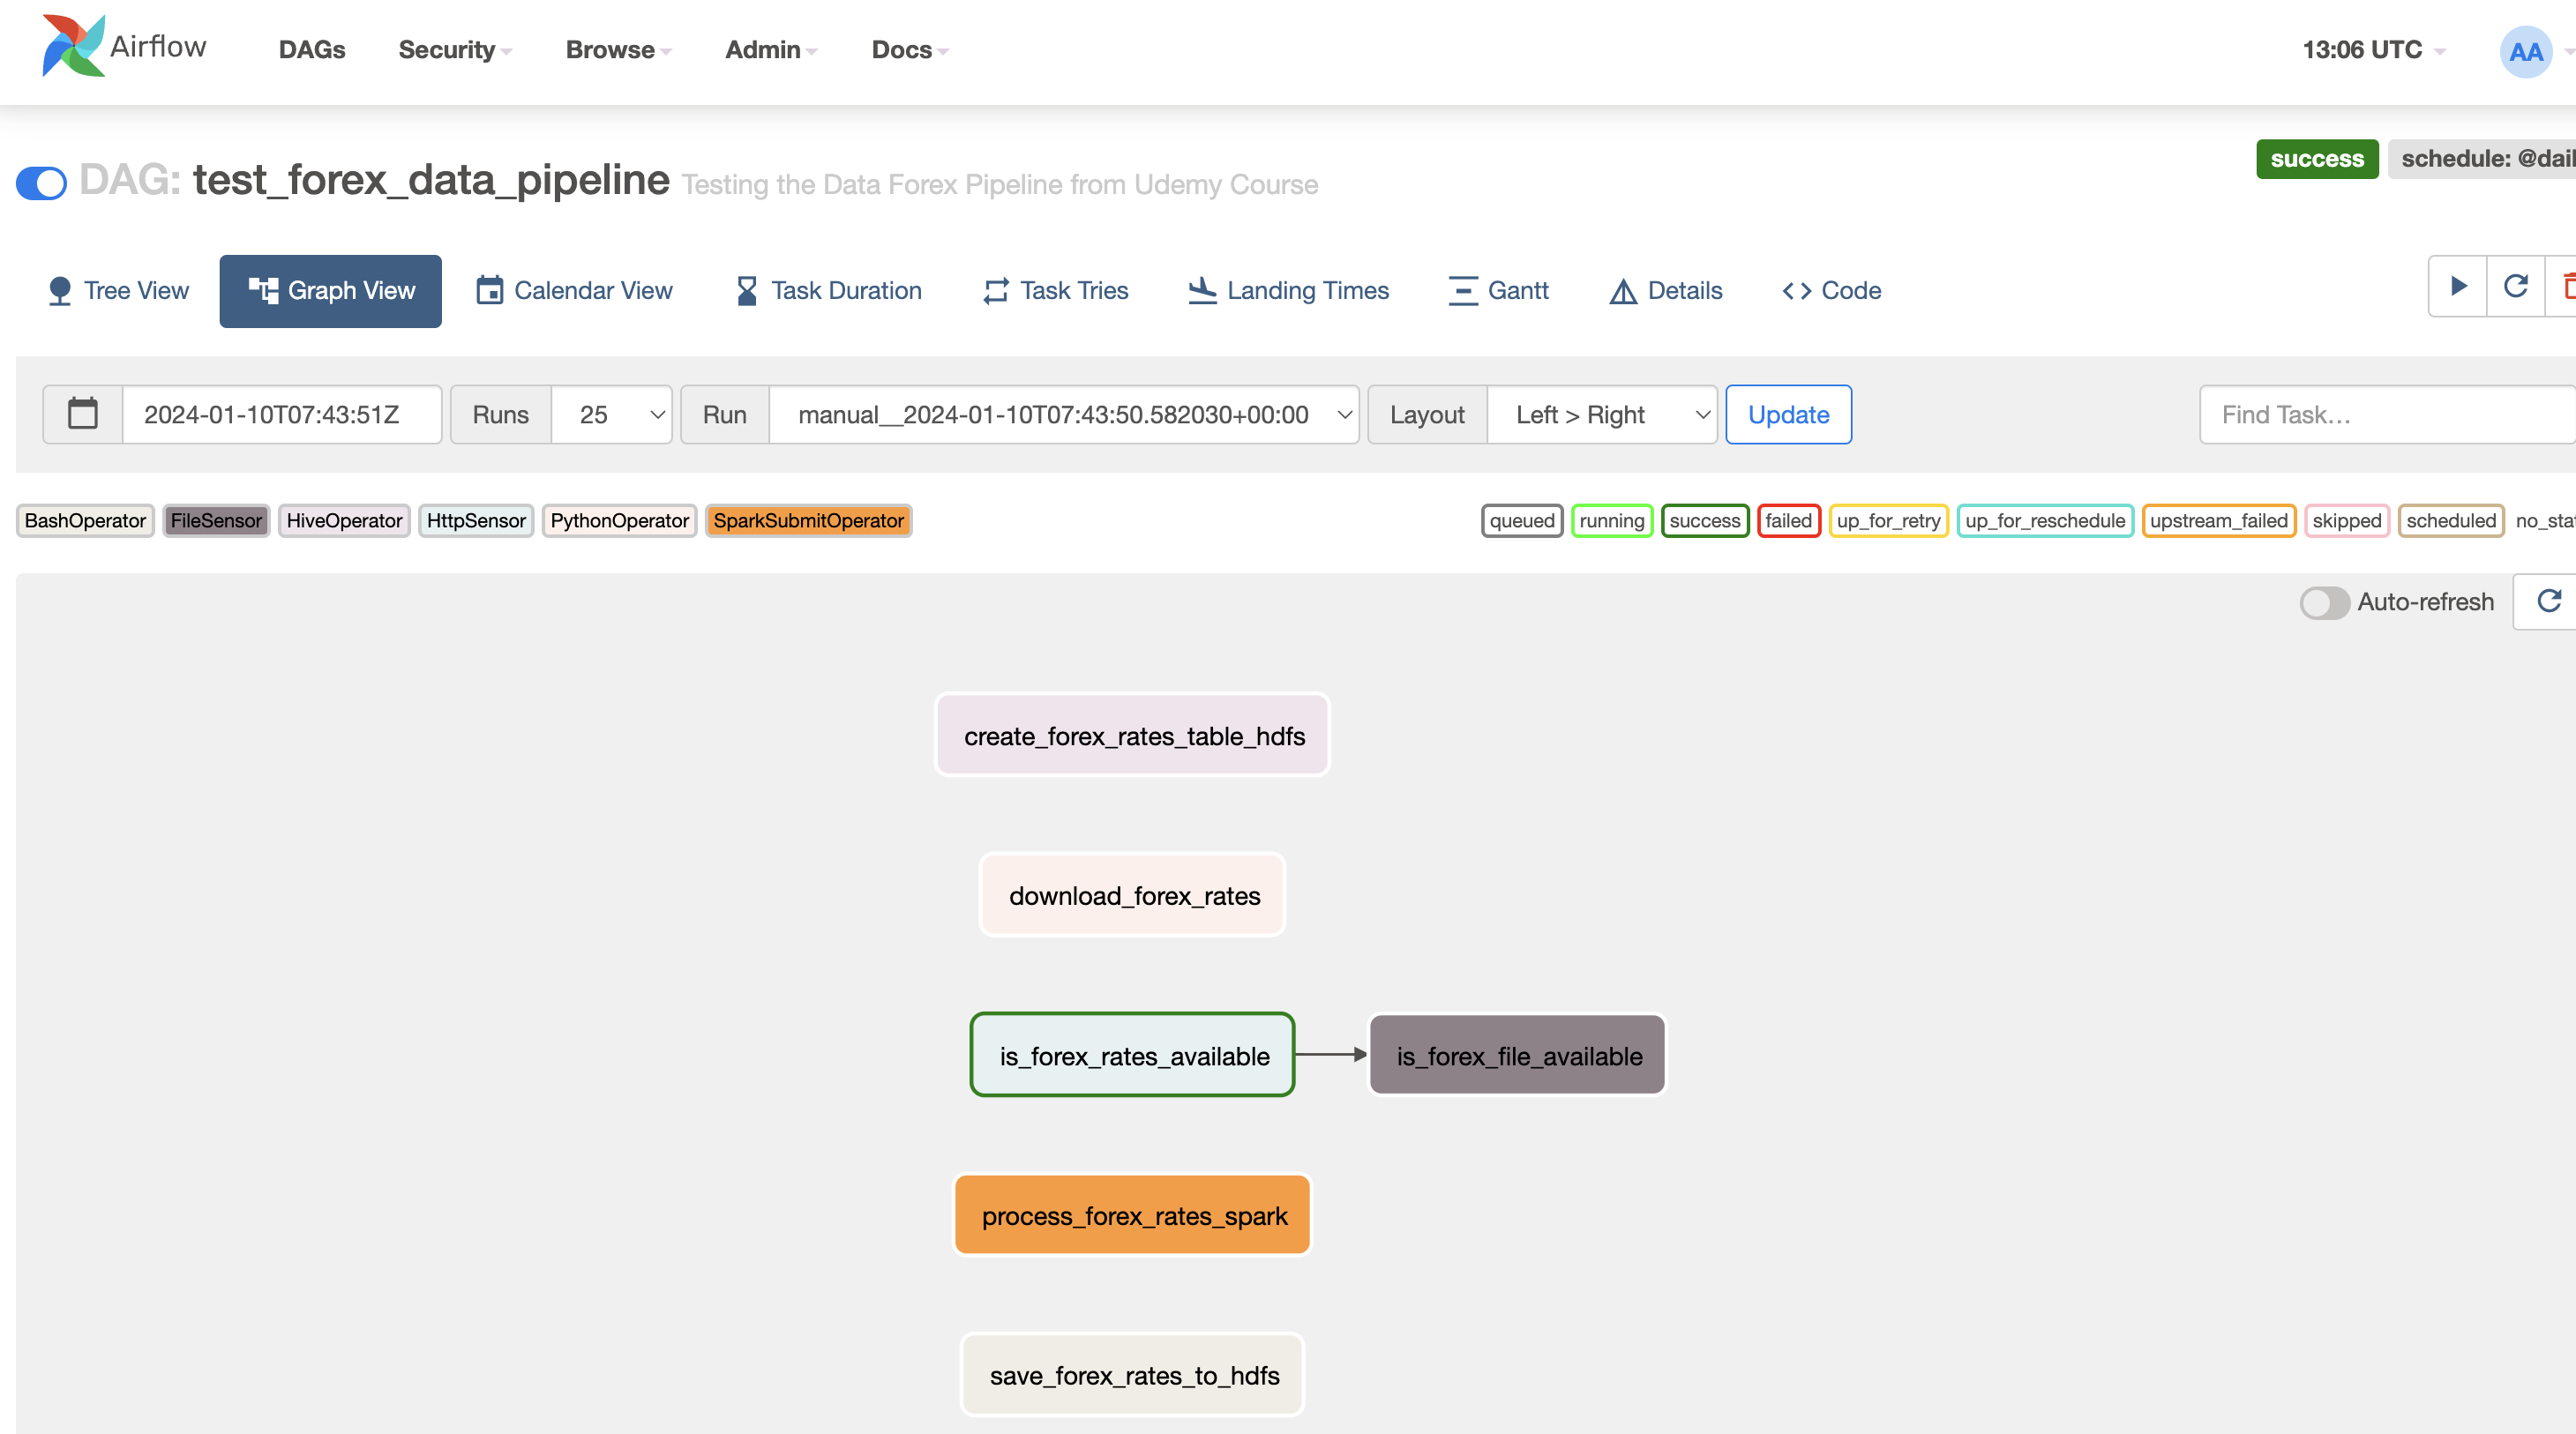 Airflow DAGs Security Browse Admin Docs 13:06 UTC AA
success schedule: @dail
DAG: test_forex_data_pipeline Testing the Data Forex Pipeline from Udemy Course
Tree View Graph View Calendar View Task Duration Task Tries Landing Times Gantt Details Code
2024-01-10T07:43:51Z Runs 25 Run manual__2024-01-10T07:43:50.582030+00:00 Layout Left > Right Update Find Task…
BashOperator FileSensor HiveOperator HttpSensor PythonOperator SparkSubmitOperator queued running success failed up_for_retry up_for_reschedule upstream_failed skipped scheduled no_sta
Auto-refresh
create_forex_rates_table_hdfs
download_forex_rates
is_forex_rates_available is_forex_file_available
process_forex_rates_spark
save_forex_rates_to_hdfs